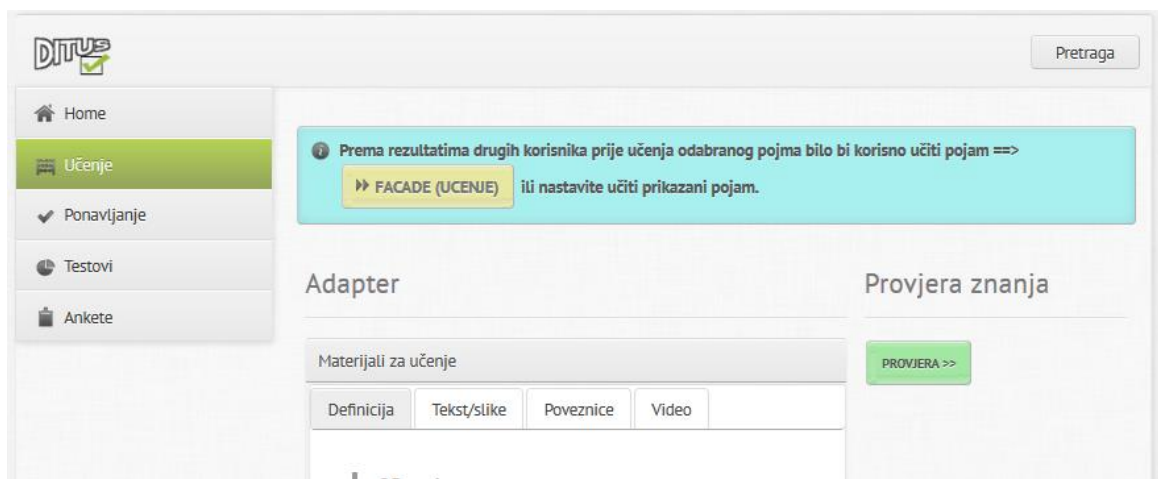 DITUS
Pretraga
Home
Učenje
Ponavljanje
Testovi
Ankete
Prema rezultatima drugih korisnika prije učenja odabranog pojma bilo bi korisno učiti pojam ==>
FACADE (UCENJE) ili nastavite učiti prikazani pojam.
Adapter
Provjera znanja
Materijali za učenje
PROVJERA >>
Definicija Tekst/slike Poveznice Video